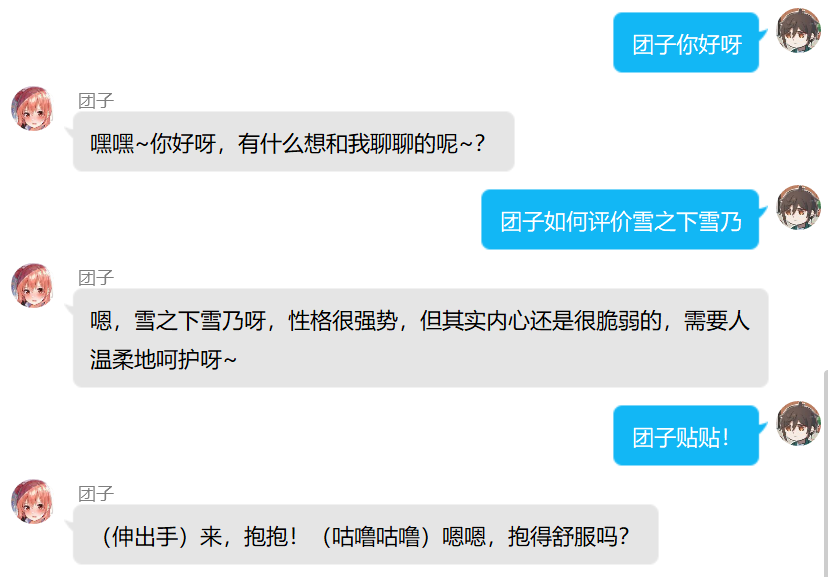 团子你好呀
团子
嘿嘿~你好呀，有什么想和我聊聊的呢~？
团子如何评价雪之下雪乃
团子
嗯，雪之下雪乃呀，性格很强势，但其实内心还是很脆弱的，需要人
温柔地呵护呀~
团子贴贴！
团子
（伸出手）来，抱抱！（咕噜咕噜）嗯嗯，抱得舒服吗？